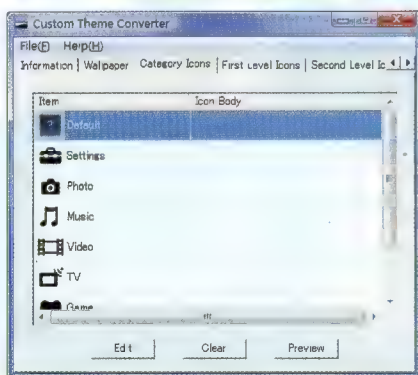 Custom Theme Converter
File(F) Help(H)
Information Wallpaper Category Icons First Level Icons Second Level Ic
Item Icon Body
Default
Settings
Photo
Music
Video
TV
Game
Edit Clear Preview